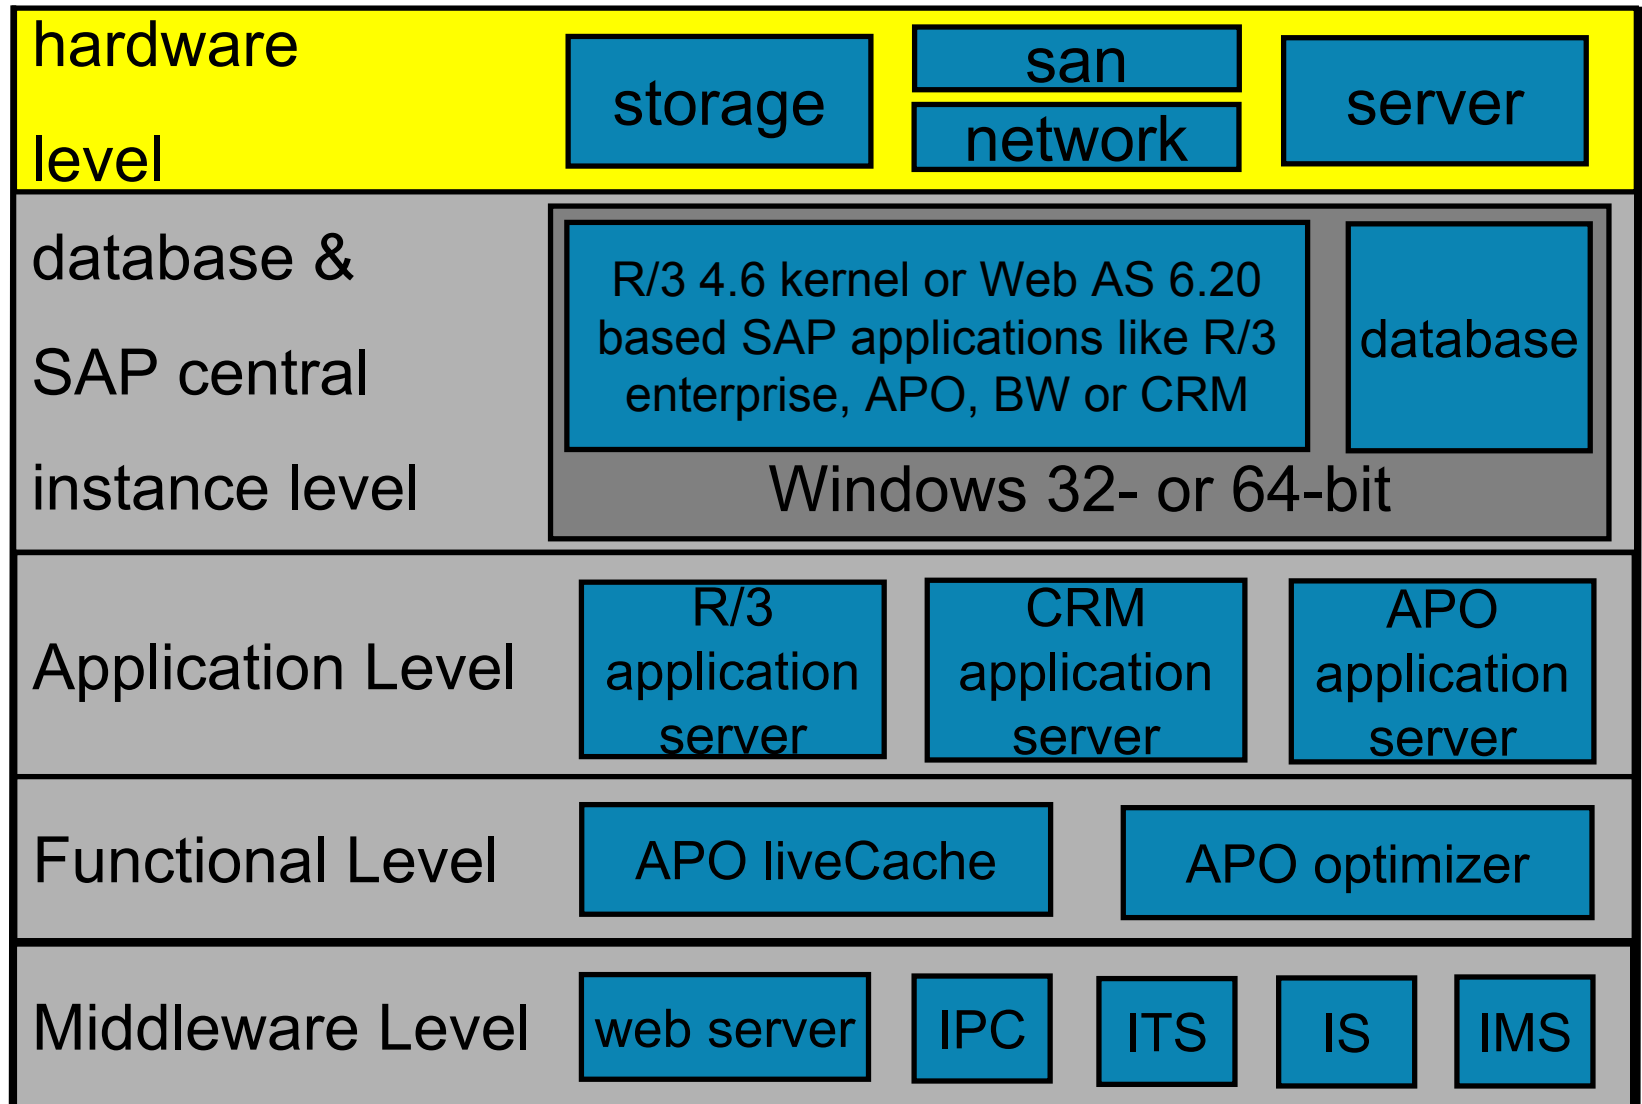 hardware
level
storage
san
network
server
database &
SAP central
instance level
R/3 4.6 kernel or Web AS 6.20
based SAP applications like R/3
enterprise, APO, BW or CRM
database
Windows 32- or 64-bit
Application Level
R/3
application
server
CRM
application
server
APO
application
server
Functional Level
APO liveCache
APO optimizer
Middleware Level
web server
IPC
ITS
IS
IMS